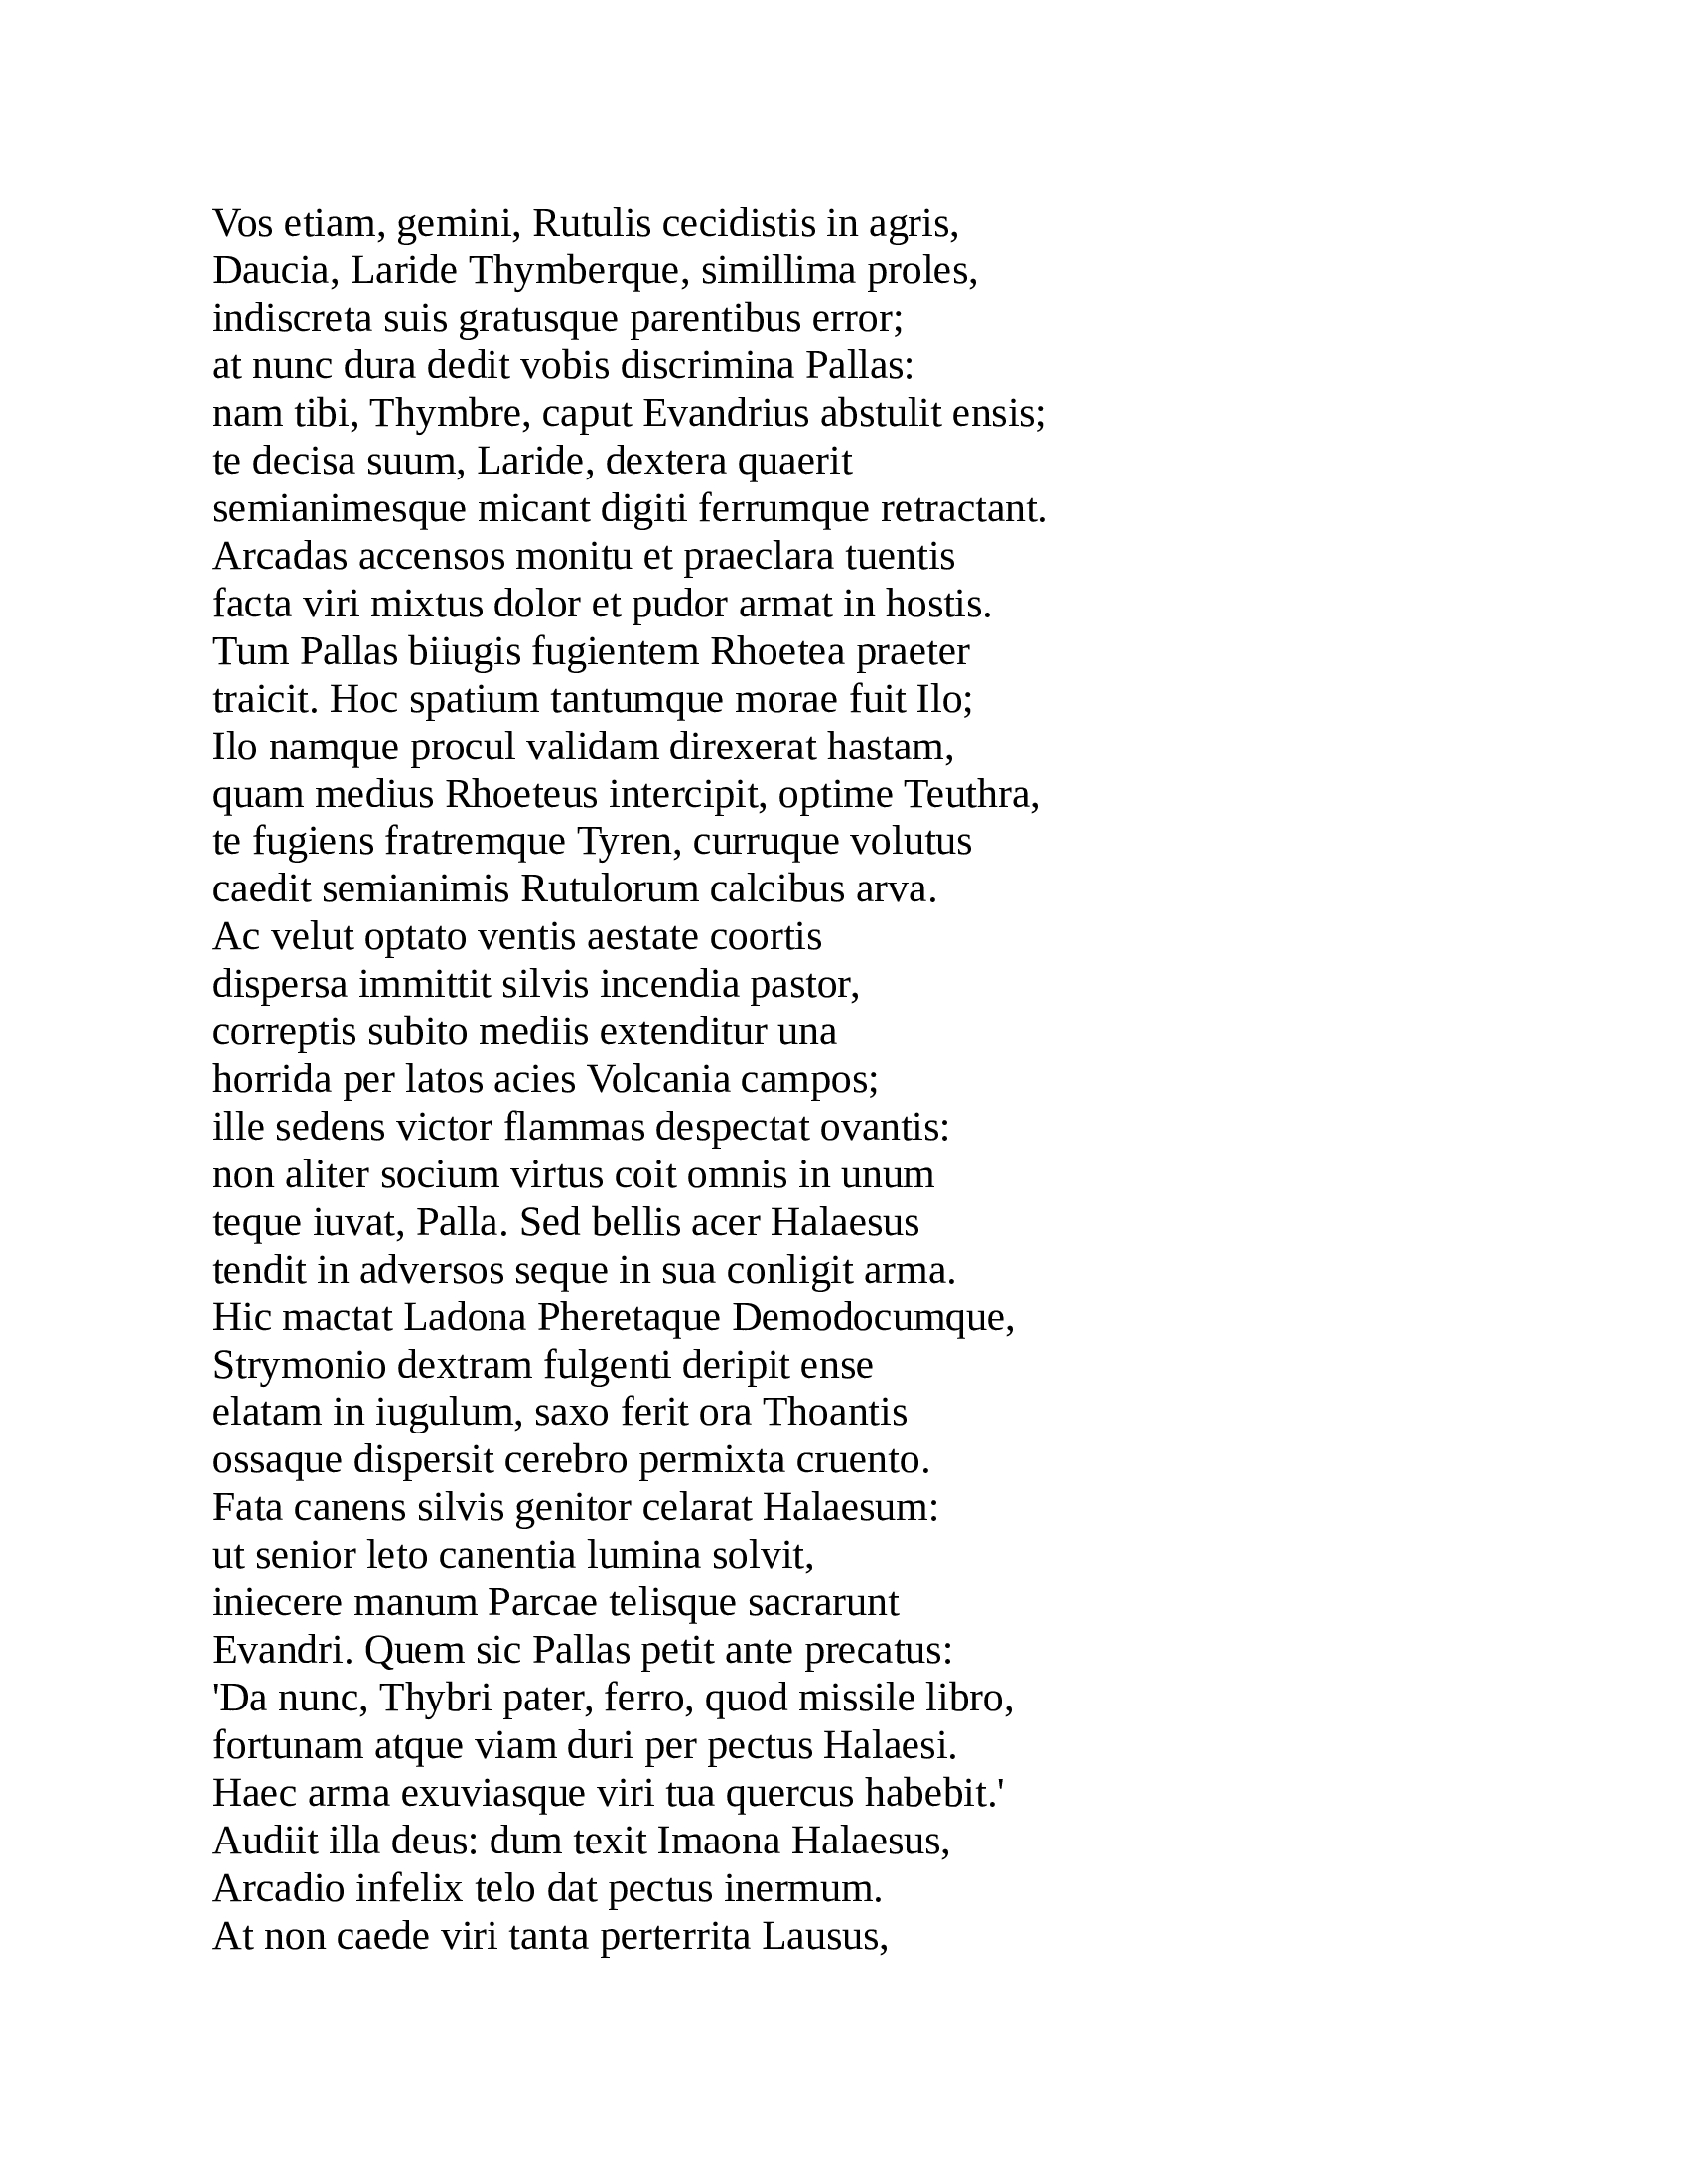 Vos etiam, gemini, Rutulis cecidistis in agris,
Daucia, Laride Thymberque, simillima proles,
indiscreta suis gratusque parentibus error;
at nunc dura dedit vobis discrimina Pallas:
nam tibi, Thymbre, caput Evandrius abstulit ensis;
te decisa suum, Laride, dextera quaerit
semianimesque micant digiti ferrumque retractant.
Arcadas accensos monitu et praeclara tuentis
facta viri mixtus dolor et pudor armat in hostis.
Tum Pallas biiugis fugientem Rhoetea praeter
traicit. Hoc spatium tantumque morae fuit Ilo;
Ilo namque procul validam direxerat hastam,
quam medius Rhoeteus intercipit, optime Teuthra,
te fugiens fratremque Tyren, curruque volutus
caedit semianimis Rutulorum calcibus arva.
Ac velut optato ventis aestate coortis
dispersa immittit silvis incendia pastor,
correptis subito mediis extenditur una
horrida per latos acies Volcania campos;
ille sedens victor flammas despectat ovantis:
non aliter socium virtus coit omnis in unum
teque iuvat, Palla. Sed bellis acer Halaesus
tendit in adversos seque in sua conligit arma.
Hic mactat Ladona Pheretaque Demodocumque,
Strymonio dextram fulgenti deripit ense
elatam in iugulum, saxo ferit ora Thoantis
ossaque dispersit cerebro permixta cruento.
Fata canens silvis genitor celarat Halaesum:
ut senior leto canentia lumina solvit,
iniecere manum Parcae telisque sacrarunt
Evandri. Quem sic Pallas petit ante precatus:
'Da nunc, Thybri pater, ferro, quod missile libro,
fortunam atque viam duri per pectus Halaesi.
Haec arma exuviasque viri tua quercus habebit.'
Audiit illa deus: dum texit Imaona Halaesus,
Arcadio infelix telo dat pectus inermum.
At non caede viri tanta perterrita Lausus,